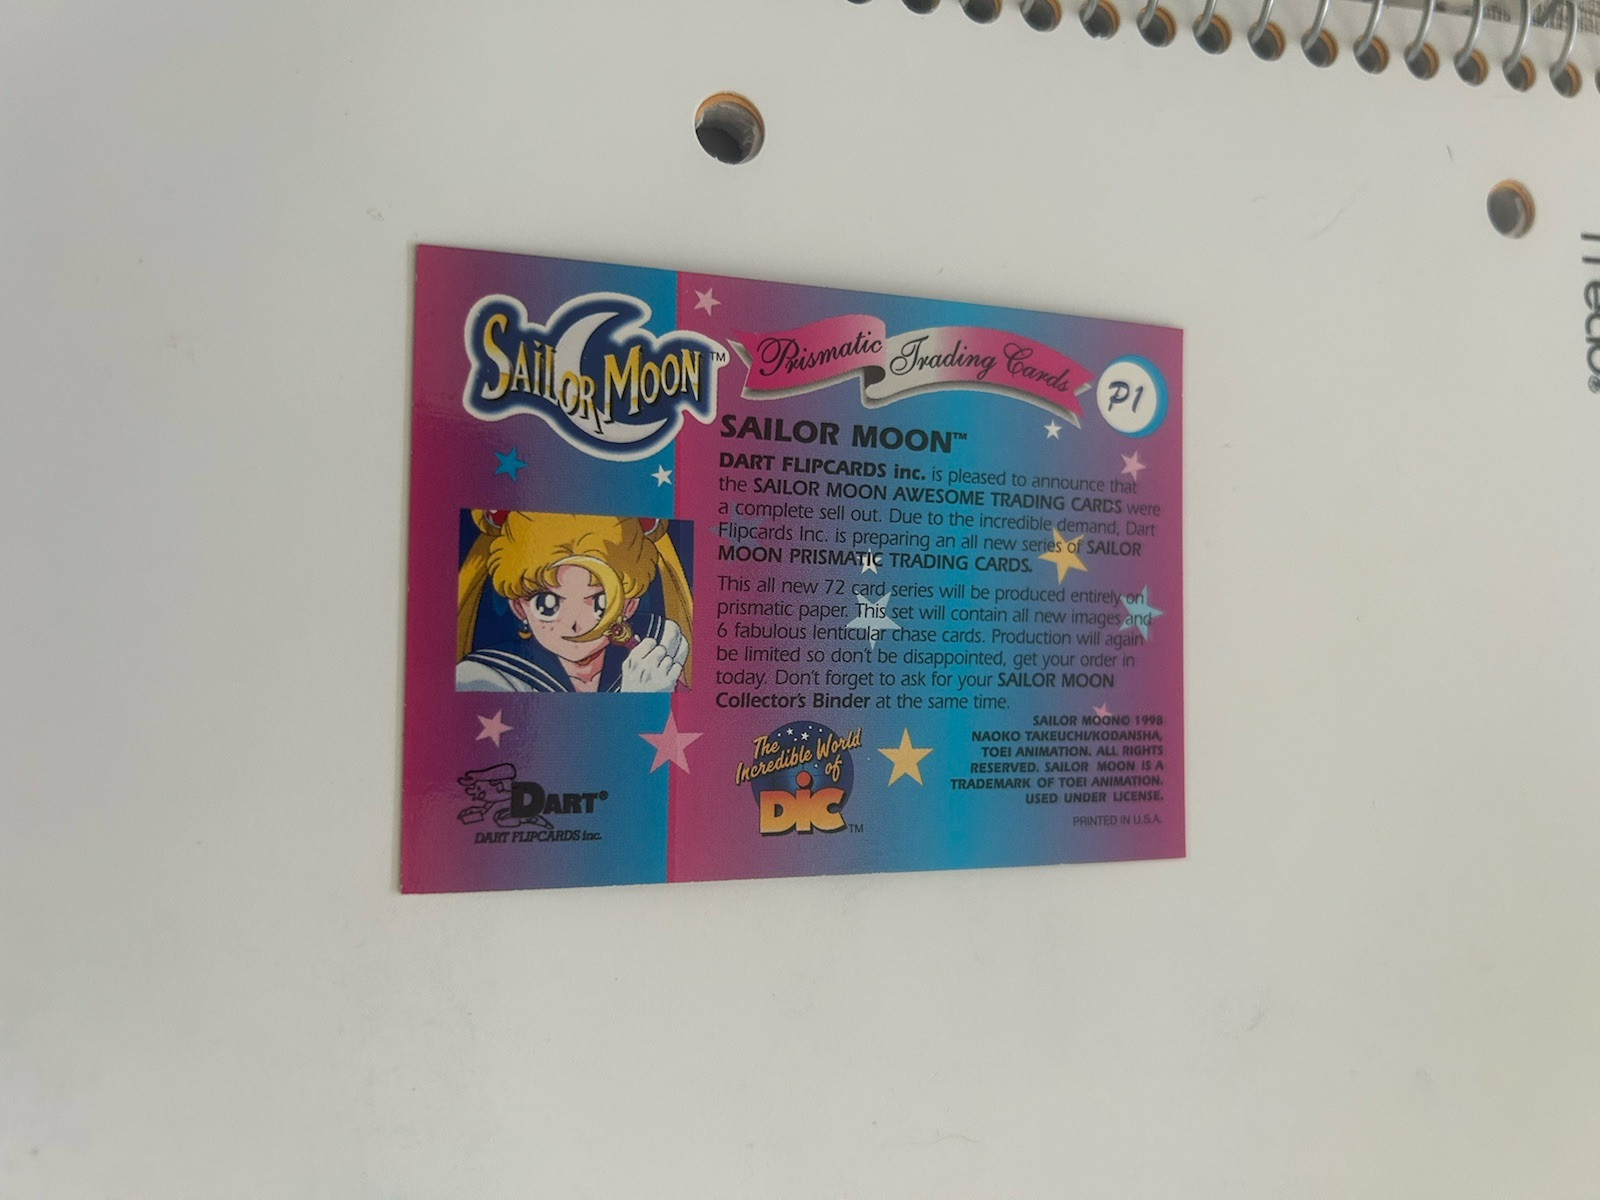 SAILOR MOON™
Prismatic Trading Cards
P1
SAILOR MOON™
DART FLIPCARDS inc. is pleased to announce that
the SAILOR MOON AWESOME TRADING CARDS were
a complete sell out. Due to the incredible demand, Dart
Flipcards Inc. is preparing an all new series of SAILOR
MOON PRISMATIC TRADING CARDS.
This all new 72 card series will be produced entirely on
prismatic paper. This set will contain all new images and
6 fabulous lenticular chase cards. Production will again
be limited so don't be disappointed, get your order in
today. Don't forget to ask for your SAILOR MOON
Collector's Binder at the same time.
SAILOR MOON© 1998
NAOKO TAKEUCHI/KODANSHA,
TOEI ANIMATION. ALL RIGHTS
RESERVED. SAILOR MOON IS A
TRADEMARK OF TOEI ANIMATION.
USED UNDER LICENSE.
PRINTED IN U.S.A.
The
Incredible World
of
DiC™
DART®
DART FLIPCARDS inc.